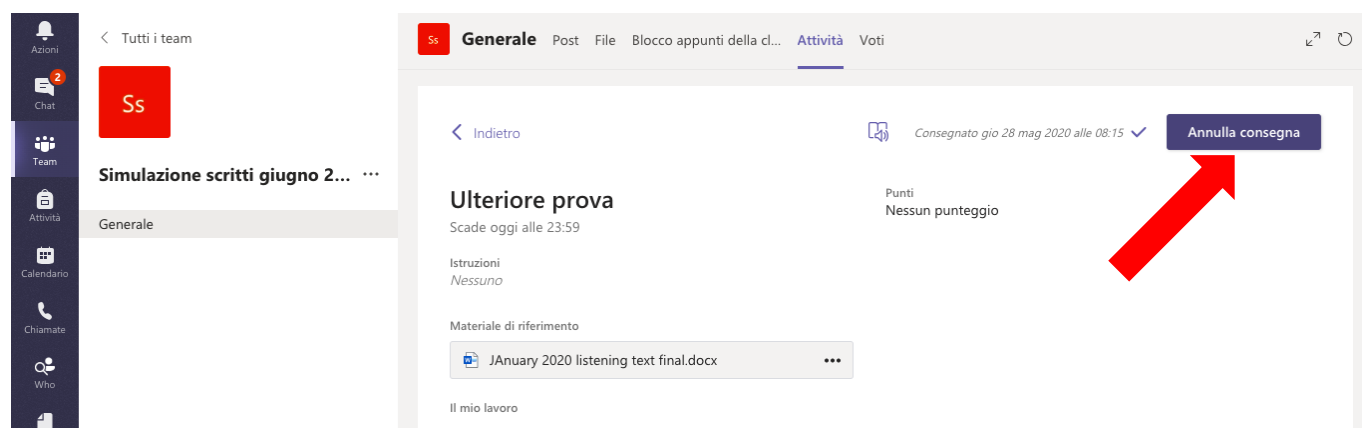 Azioni
2
Chat
Team
Attività
Calendario
Chiamate
Who
Tutti i team
Ss
Simulazione scritti giugno 2... ...
Generale
Ss Generale Post File Blocco appunti della cl... Attività Voti
Indietro
Consegnato gio 28 mag 2020 alle 08:15
Annulla consegna
Ulteriore prova
Scade oggi alle 23:59
Punti
Nessun punteggio
Istruzioni
Nessuno
Materiale di riferimento
JAnuary 2020 listening text final.docx
Il mio lavoro